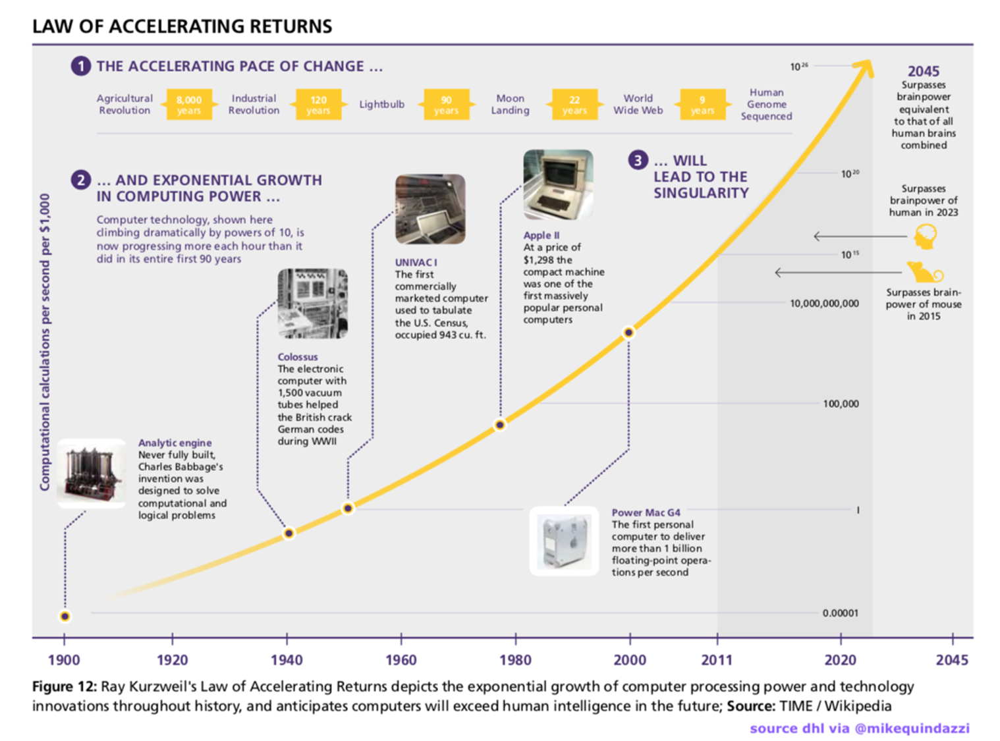 LAW OF ACCELERATING RETURNS
1 THE ACCELERATING PACE OF CHANGE ...
Agricultural
Revolution
8,000
years
Industrial
Revolution
120
years
Lightbulb
90
years
Moon
Landing
22
years
World
Wide Web
9
years
Human
Genome
Sequenced
2 ... AND EXPONENTIAL GROWTH
IN COMPUTING POWER ...
Computer technology, shown here
climbing dramatically by powers of 10, is
now progressing more each hour than it
did in its entire first 90 years
3 ... WILL
LEAD TO THE
SINGULARITY
Computational calculations per second per $1,000
Analytic engine
Never fully built,
Charles Babbage's
invention was
designed to solve
computational and
logical problems
Colossus
The electronic
computer with
1,500 vacuum
tubes helped
the British crack
German codes
during WWII
UNIVAC I
The first
commercially
marketed computer
used to tabulate
the U.S. Census,
occupied 943 cu. ft.
Apple II
At a price of
$1,298 the
compact machine
was one of the
first massively
popular personal
computers
Power Mac G4
The first personal
computer to deliver
more than 1 billion
floating-point opera-
tions per second
10²⁶
10²⁰
10¹⁵
10,000,000,000
100,000
I
0.00001
2045
Surpasses
brainpower
equivalent
to that of all
human brains
combined
Surpasses
brainpower of
human in 2023
Surpasses brain-
power of mouse
in 2015
1900 1920 1940 1960 1980 2000 2011 2020 2045
Figure 12: Ray Kurzweil's Law of Accelerating Returns depicts the exponential growth of computer processing power and technology
innovations throughout history, and anticipates computers will exceed human intelligence in the future; Source: TIME / Wikipedia
source dhl via @mikequindazzi